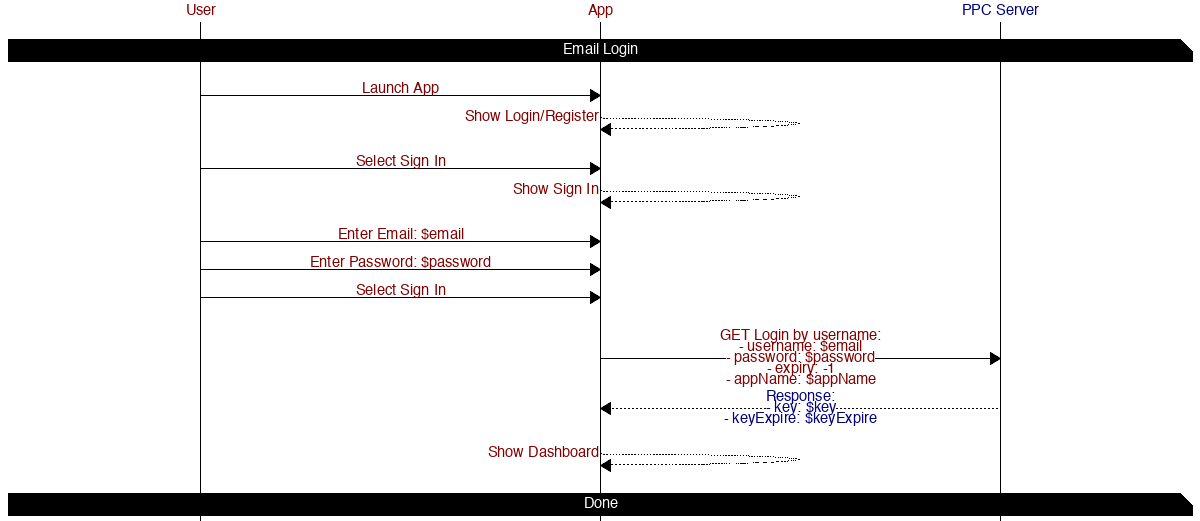 User App PPC Server
Email Login
Launch App
Show Login/Register
Select Sign In
Show Sign In
Enter Email: $email
Enter Password: $password
Select Sign In
GET Login by username:
- username: $email
- password: $password
- expiry: -1
- appName: $appName
Response:
- key: $key
- keyExpire: $keyExpire
Show Dashboard
Done